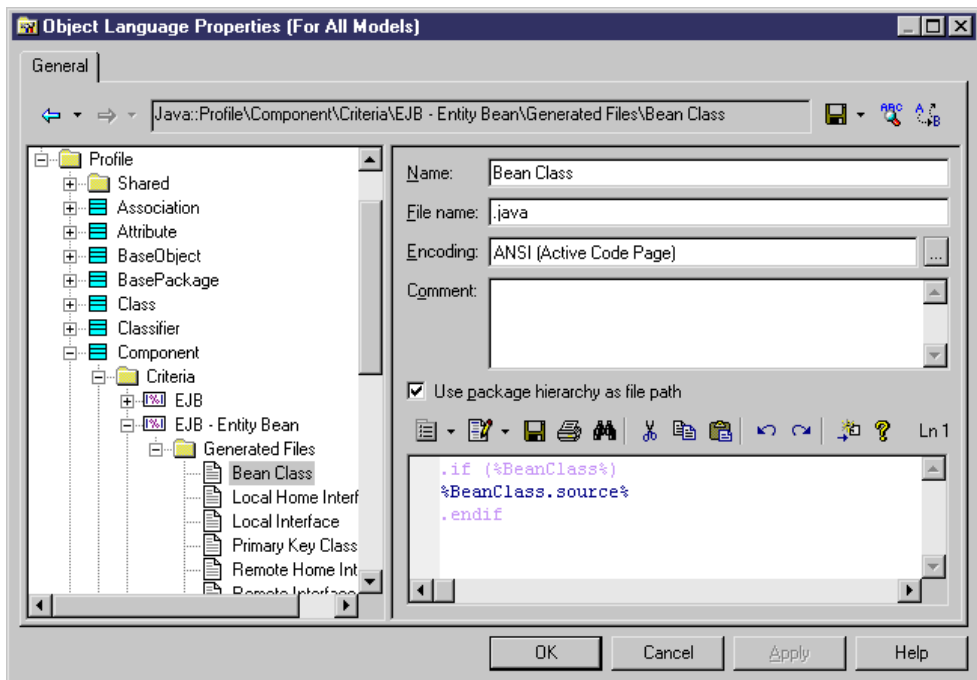 Object Language Properties (For All Models)
General
Java::Profile\Component\Criteria\EJB - Entity Bean\Generated Files\Bean Class
ABC
A
B
Profile
Shared
Association
Attribute
BaseObject
BasePackage
Class
Classifier
Component
Criteria
EJB
EJB - Entity Bean
Generated Files
Bean Class
Local Home Interf
Local Interface
Primary Key Class
Remote Home Int
Remote Interface
Name:
Bean Class
File name:
.java
Encoding:
ANSI (Active Code Page)
...
Comment:
Use package hierarchy as file path
Ln 1
.if (%BeanClass%)
%BeanClass.source%
.endif
OK
Cancel
Apply
Help